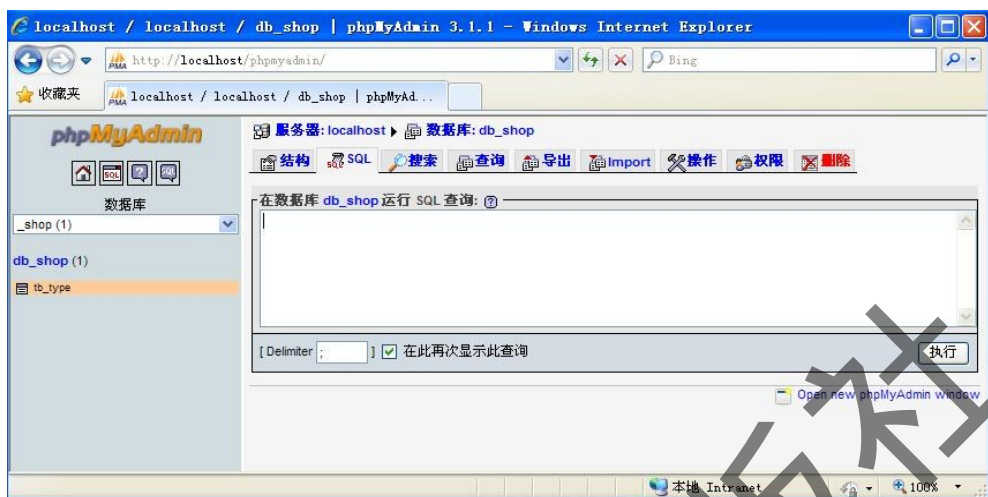 localhost / localhost / db_shop | phpMyAdmin 3.1.1 - Windows Internet Explorer
http://localhost/phpmyadmin/
Bing
收藏夹
localhost / localhost / db_shop | phpMyAd...
phpMyAdmin
服务器: localhost ▸ 数据库: db_shop
结构 SQL 搜索 查询 导出 Import 操作 权限 删除
SQL
数据库
_shop (1)
db_shop (1)
tb_type
在数据库 db_shop 运行 SQL 查询:
[ Delimiter ; ] 在此再次显示此查询
执行
Open new phpMyAdmin window
本地 Intranet
100%
社